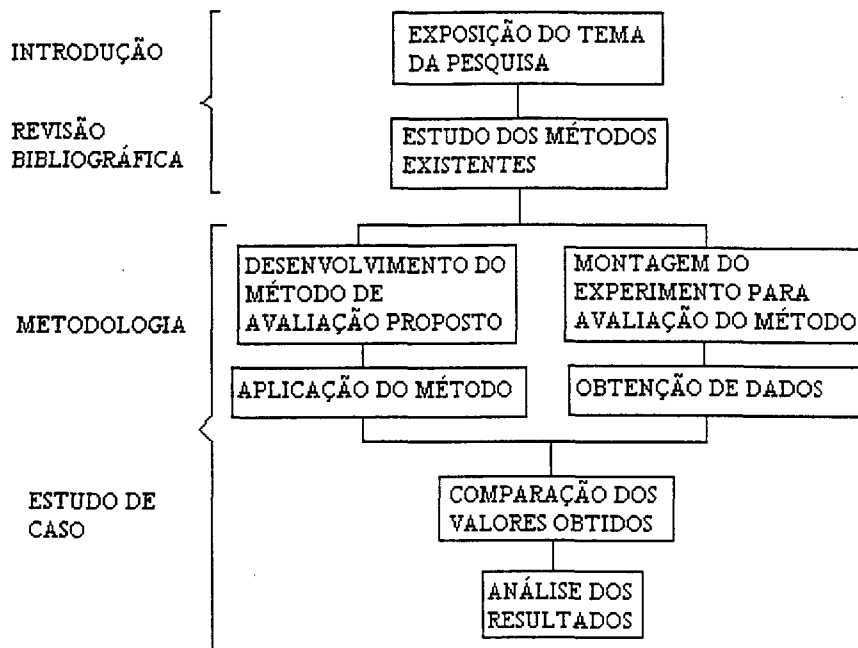 INTRODUÇÃO
EXPOSIÇÃO DO TEMA
DA PESQUISA
REVISÃO
BIBLIOGRÁFICA
ESTUDO DOS MÉTODOS
EXISTENTES
METODOLOGIA
DESENVOLVIMENTO DO
MÉTODO DE
AVALIAÇÃO PROPOSTO
MONTAGEM DO
EXPERIMENTO PARA
AVALIAÇÃO DO MÉTODO
APLICAÇÃO DO MÉTODO
OBTENÇÃO DE DADOS
ESTUDO DE
CASO
COMPARAÇÃO DOS
VALORES OBTIDOS
ANÁLISE DOS
RESULTADOS